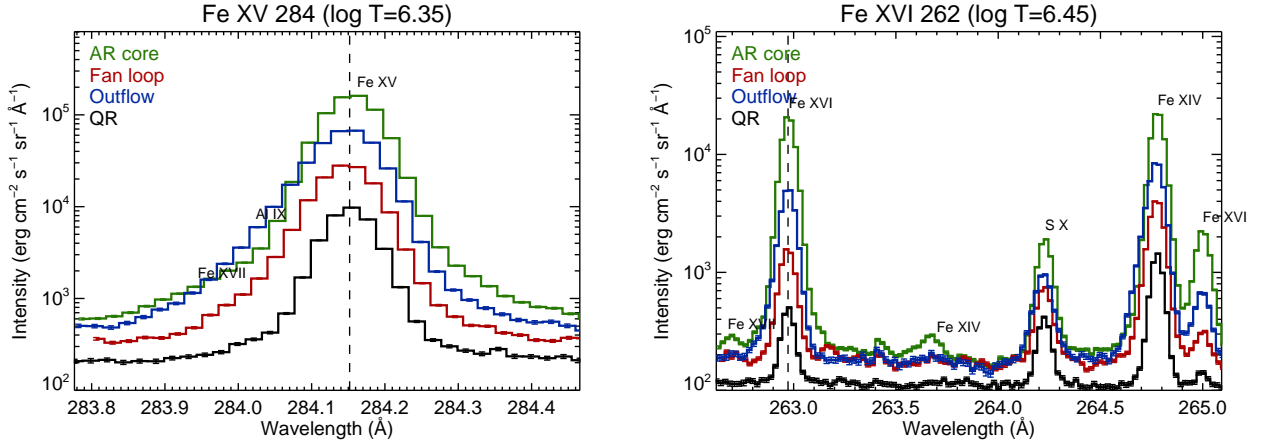 Fe XV 284 (log T=6.35)
AR core
Fan loop
Outflow
QR
Fe XV
Al IX
Fe XVII
10⁵
10⁴
10³
10²
Intensity (erg cm⁻² s⁻¹ sr⁻¹ Å⁻¹)
283.8 283.9 284.0 284.1 284.2 284.3 284.4
Wavelength (Å)
Fe XVI 262 (log T=6.45)
AR core
Fan loop
Outflow
QR
Fe XVI
Fe XIV
S X
Fe XVI
Fe XIV
10⁵
10⁴
10³
10²
Intensity (erg cm⁻² s⁻¹ sr⁻¹ Å⁻¹)
263.0 263.5 264.0 264.5 265.0
Wavelength (Å)